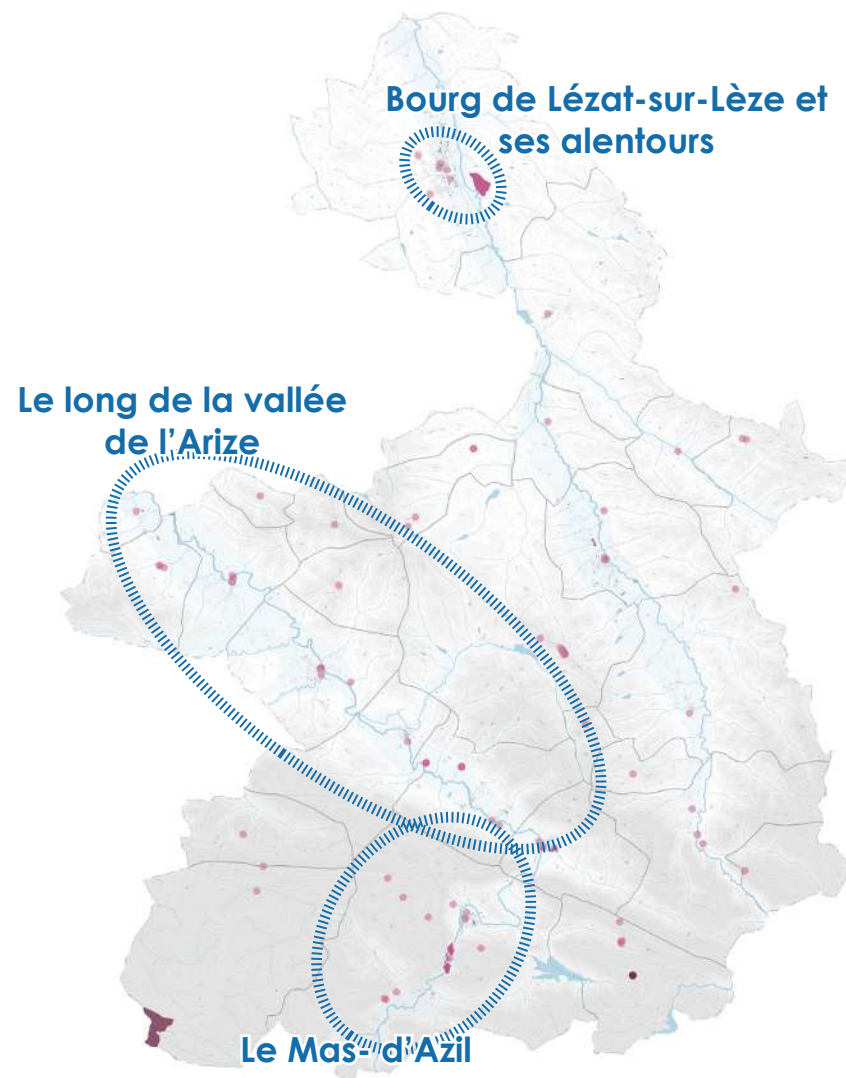 Bourg de Lézat-sur-Lèze et
ses alentours
Le long de la vallée
de l'Arize
Le Mas- d'Azil